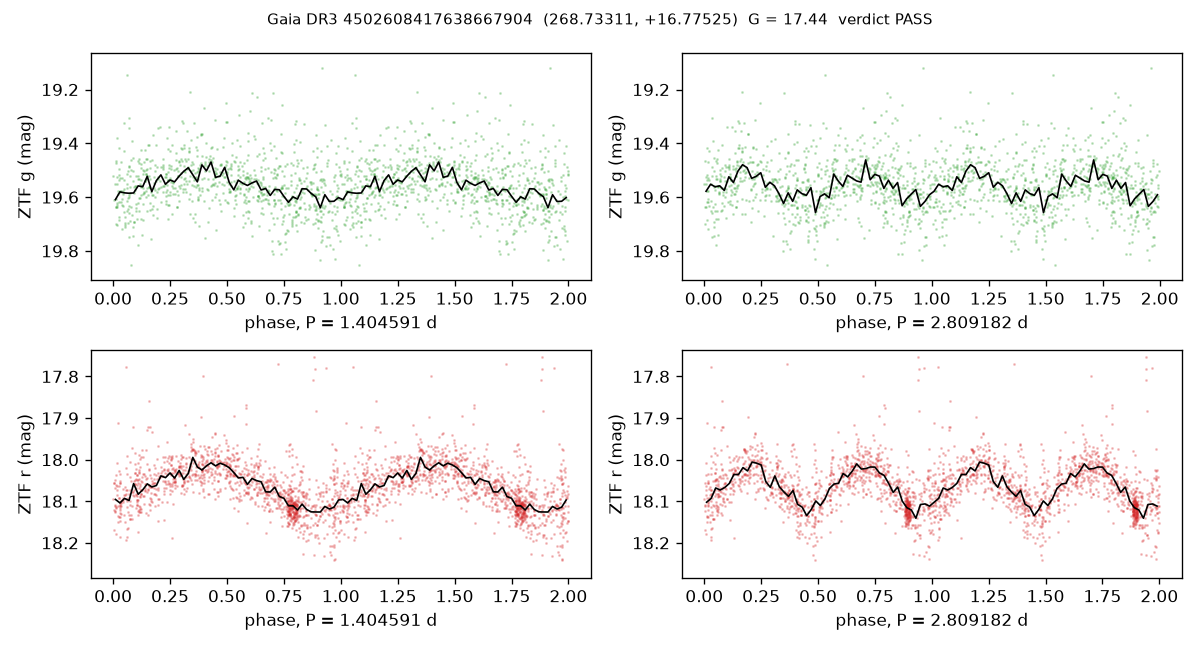 Gaia DR3 4502608417638667904 (268.73311, +16.77525) G = 17.44 verdict PASS
ZTF g (mag)
19.2
19.4
19.6
19.8
0.00 0.25 0.50 0.75 1.00 1.25 1.50 1.75 2.00
phase, P = 1.404591 d
ZTF g (mag)
19.2
19.4
19.6
19.8
0.00 0.25 0.50 0.75 1.00 1.25 1.50 1.75 2.00
phase, P = 2.809182 d
ZTF r (mag)
17.8
17.9
18.0
18.1
18.2
0.00 0.25 0.50 0.75 1.00 1.25 1.50 1.75 2.00
phase, P = 1.404591 d
ZTF r (mag)
17.8
17.9
18.0
18.1
18.2
0.00 0.25 0.50 0.75 1.00 1.25 1.50 1.75 2.00
phase, P = 2.809182 d